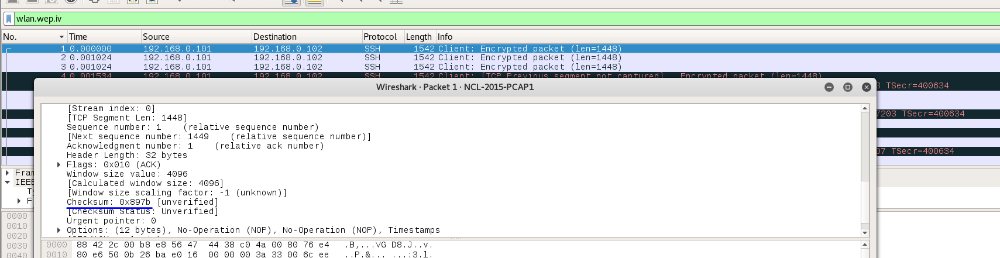 wlan.wep.iv
No. Time Source Destination Protocol Length Info
1 0.000000 192.168.0.101 192.168.0.102 SSH 1542 Client: Encrypted packet (len=1448)
2 0.001024 192.168.0.101 192.168.0.102 SSH 1542 Client: Encrypted packet (len=1448)
3 0.001024 192.168.0.101 192.168.0.102 SSH 1542 Client: Encrypted packet (len=1448)
4 0.001534 192.168.0.101 192.168.0.102 SSH 1542 Client: [TCP Previous segment not captured] , Encrypted packet (len=1448)
3 TSecr=400634
7203 TSecr=400634
07 TSecr=400634
Wireshark · Packet 1 · NCL-2015-PCAP1
[Stream index: 0]
[TCP Segment Len: 1448]
Sequence number: 1 (relative sequence number)
[Next sequence number: 1449 (relative sequence number)]
Acknowledgment number: 1 (relative ack number)
Header Length: 32 bytes
Flags: 0x010 (ACK)
Window size value: 4096
[Calculated window size: 4096]
[Window size scaling factor: -1 (unknown)]
Checksum: 0x897b [unverified]
[Checksum Status: Unverified]
Urgent pointer: 0
Options: (12 bytes), No-Operation (NOP), No-Operation (NOP), Timestamps
0000 88 42 2c 00 b8 e8 56 47 44 38 c0 4a 00 80 76 e4 .B,...VG D8.J..v.
0010 80 e6 50 0b 26 ba e0 16 00 00 00 3a 33 00 6c ee ..P.&... ...:3.l.
Fram
IEEE
Ty
F
0000
0010
0020
0030
0040